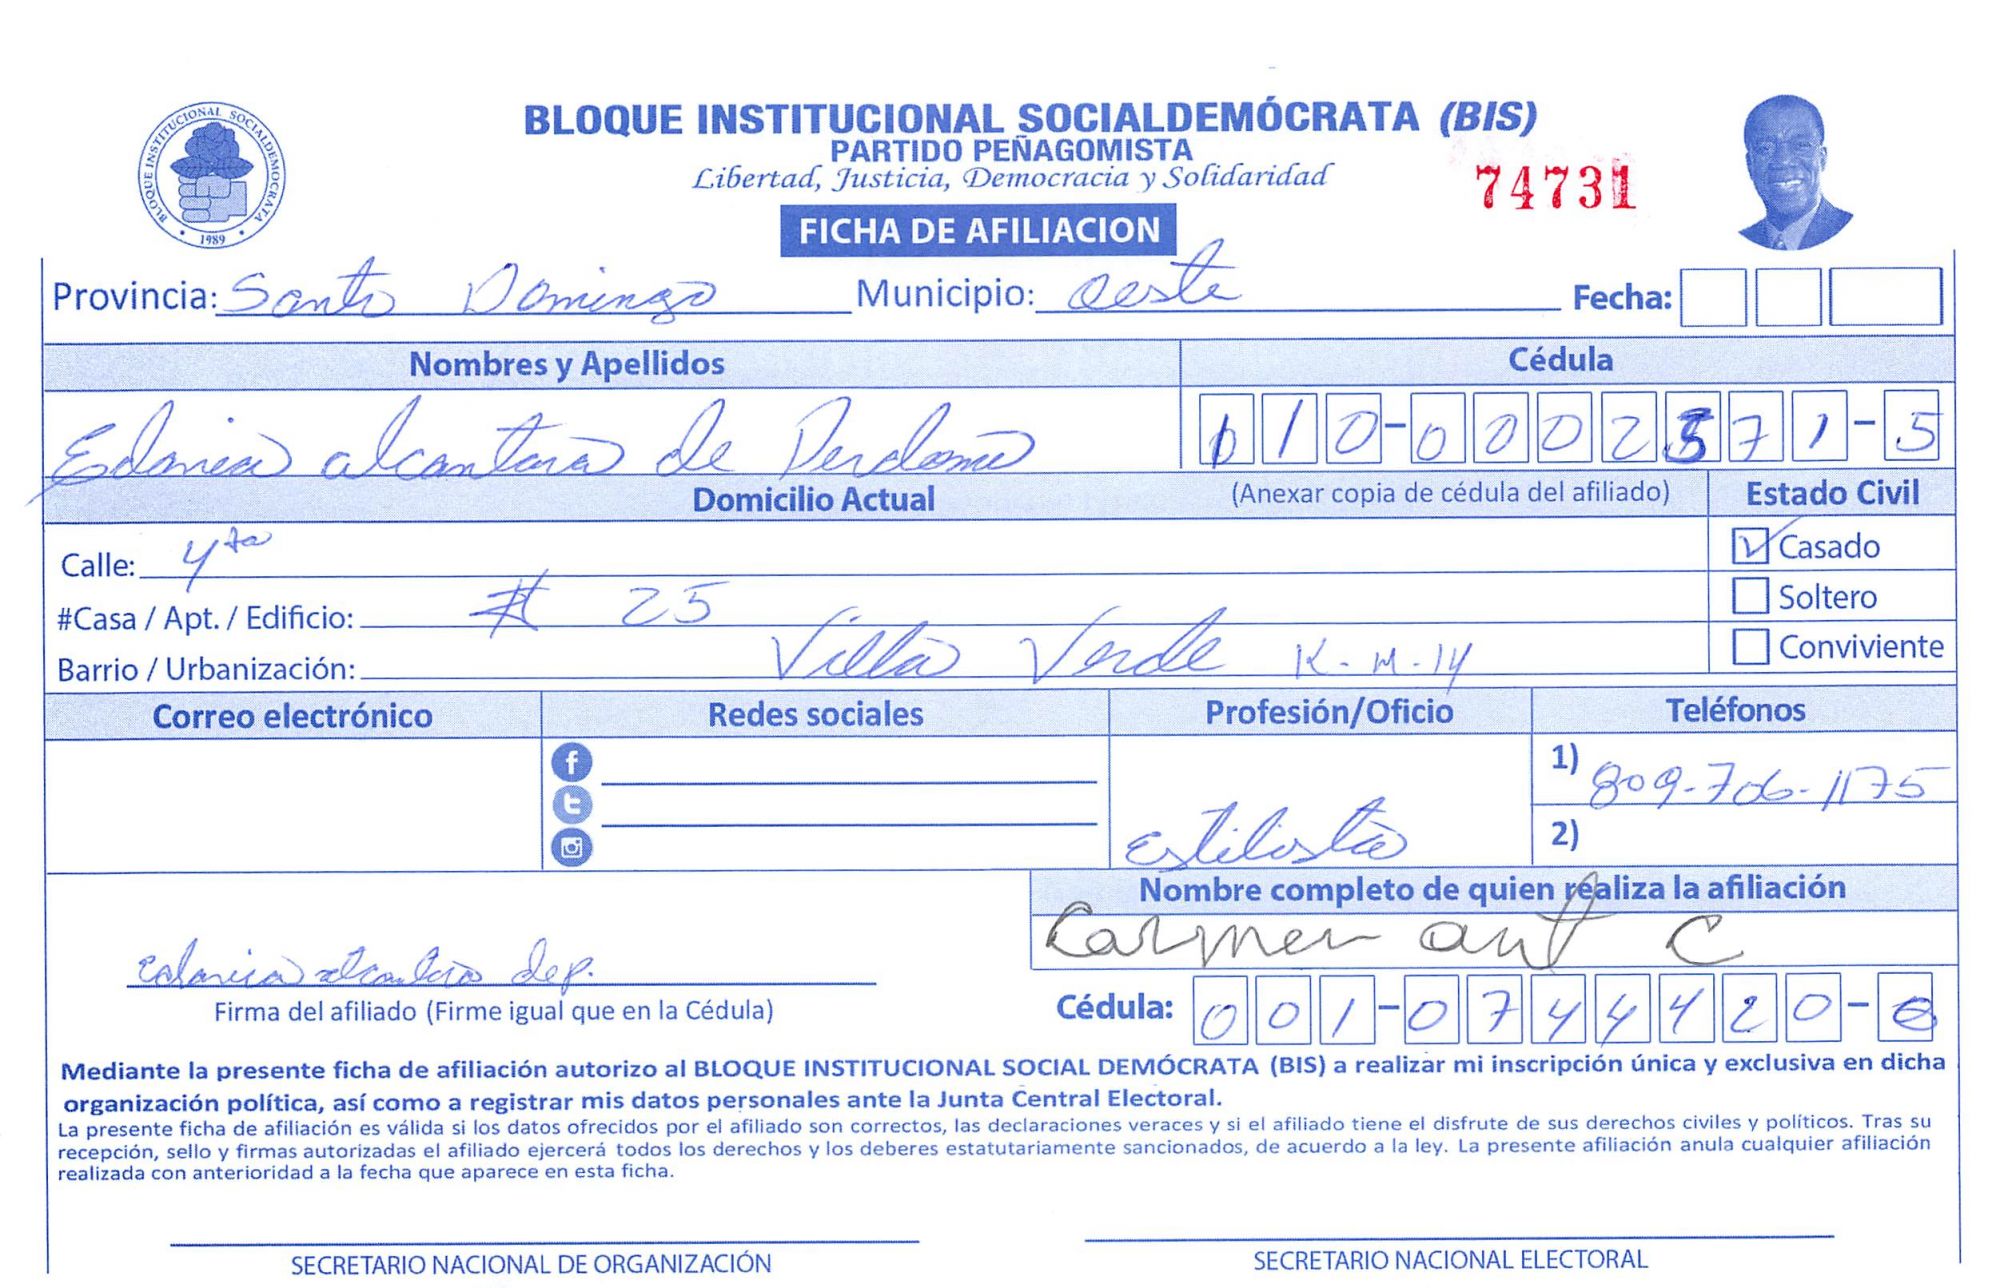 BLOQUE INSTITUCIONAL SOCIALDEMÓCRATA (BIS)
PARTIDO PEÑAGOMISTA
Libertad, Justicia, Democracia y Solidaridad
74731
BLOQUE INSTITUCIONAL SOCIALDEMOCRATA
1989
FICHA DE AFILIACION
Provincia: Santo Domingo Municipio: Oeste Fecha:
Nombres y Apellidos Cédula
Edania alcantara de Perdomo 010-0002371-5
Domicilio Actual (Anexar copia de cédula del afiliado) Estado Civil
Calle: 4ta Casado
#Casa / Apt. / Edificio: # 25 Soltero
Barrio / Urbanización: Villa Verde K-M-14 Conviviente
Correo electrónico Redes sociales Profesión/Oficio Teléfonos
1) 809-706-1175
Estilista 2)
Nombre completo de quien realiza la afiliación
Carmen ant C
Edania alcantara de p.
Firma del afiliado (Firme igual que en la Cédula) Cédula: 001-0744420-0
Mediante la presente ficha de afiliación autorizo al BLOQUE INSTITUCIONAL SOCIAL DEMÓCRATA (BIS) a realizar mi inscripción única y exclusiva en dicha
organización política, así como a registrar mis datos personales ante la Junta Central Electoral.
La presente ficha de afiliación es válida si los datos ofrecidos por el afiliado son correctos, las declaraciones veraces y si el afiliado tiene el disfrute de sus derechos civiles y políticos. Tras su
recepción, sello y firmas autorizadas el afiliado ejercerá todos los derechos y los deberes estatutariamente sancionados, de acuerdo a la ley. La presente afiliación anula cualquier afiliación
realizada con anterioridad a la fecha que aparece en esta ficha.
SECRETARIO NACIONAL DE ORGANIZACIÓN SECRETARIO NACIONAL ELECTORAL